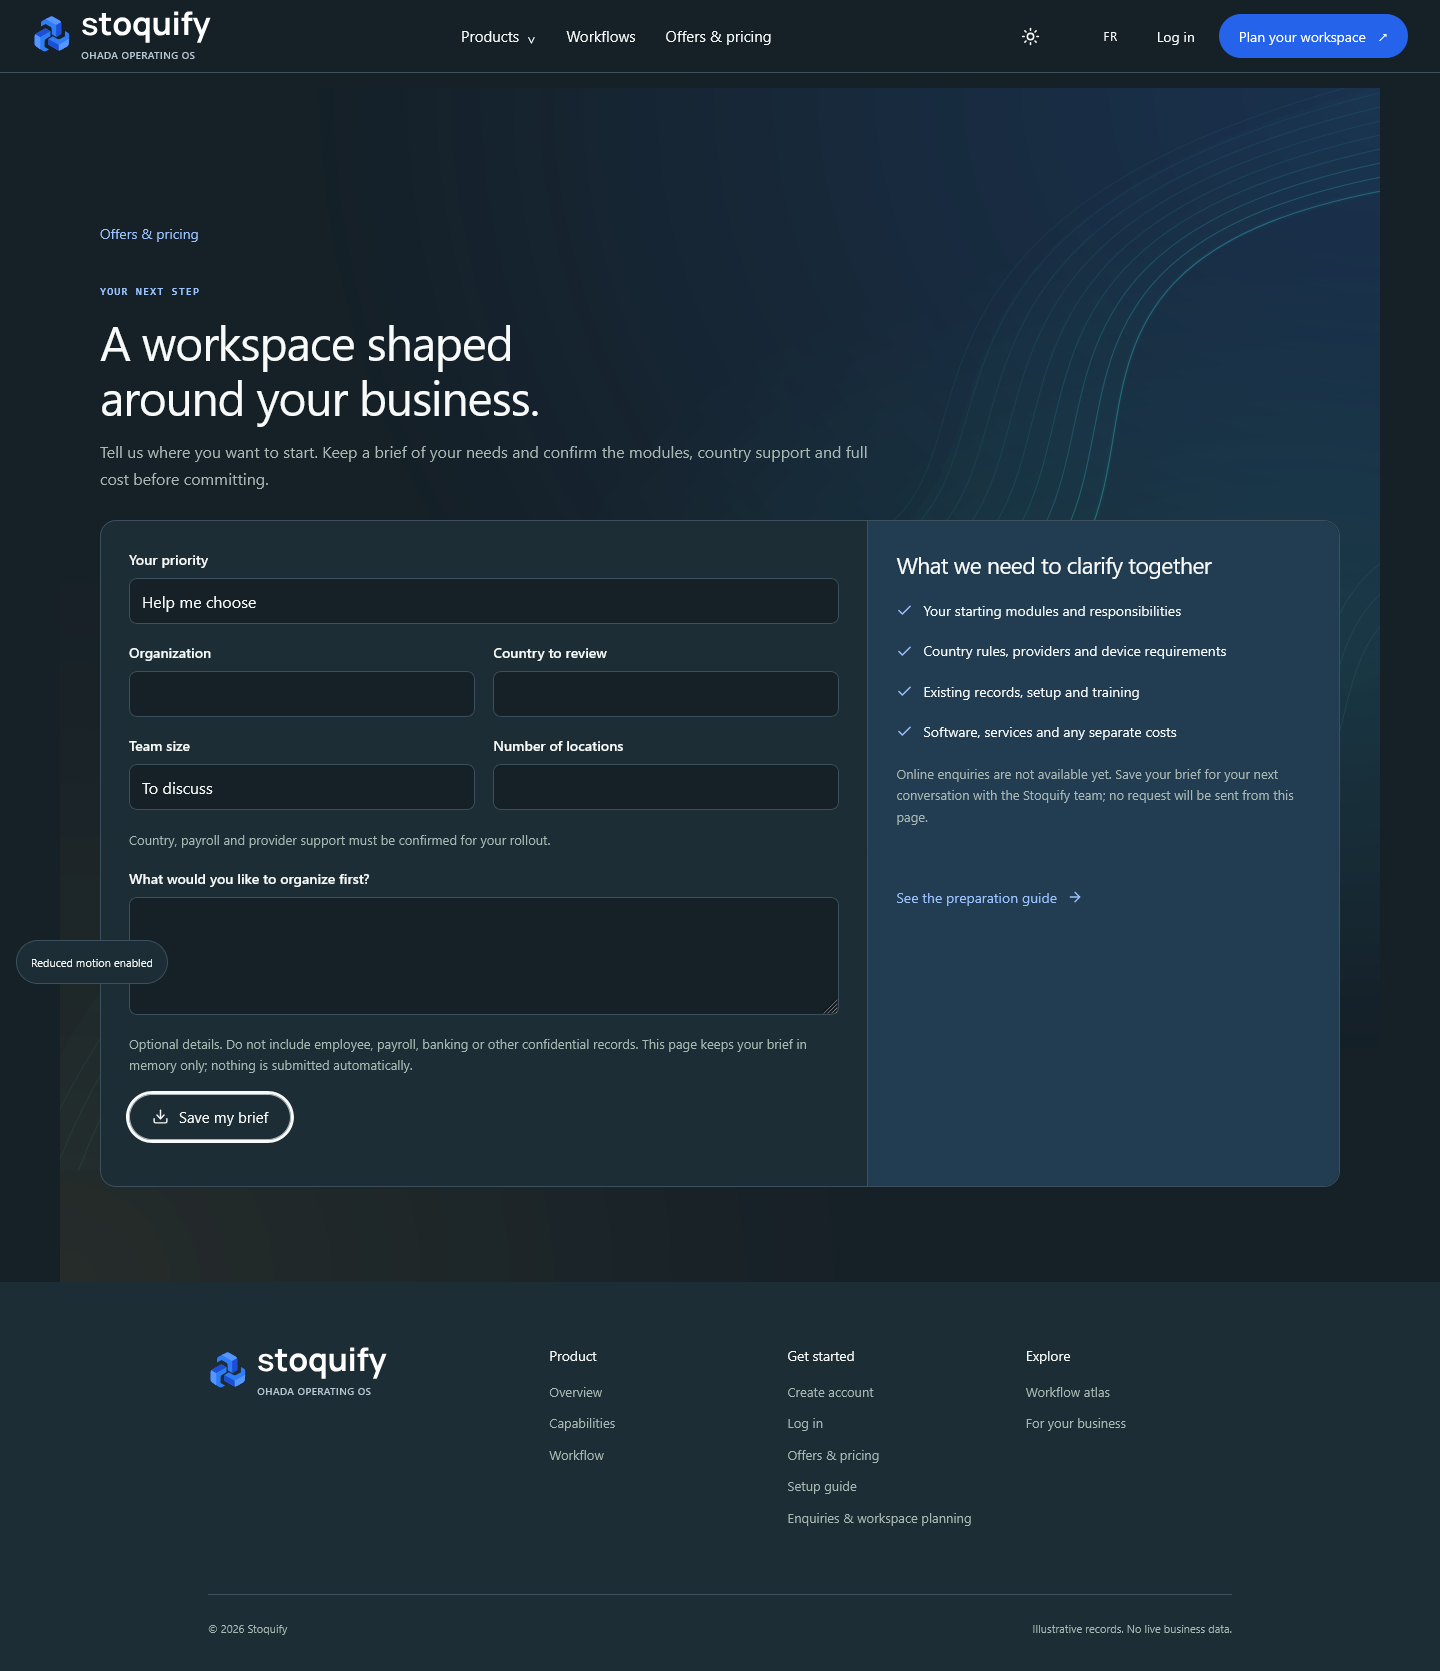 stoquify
OHADA OPERATING OS
Products
Workflows
Offers & pricing
FR
Log in
Plan your workspace ↗
Offers & pricing
YOUR NEXT STEP
A workspace shaped
around your business.
Tell us where you want to start. Keep a brief of your needs and confirm the modules, country support and full
cost before committing.
Your priority
Help me choose
Organization
Country to review
Team size
Number of locations
To discuss
Country, payroll and provider support must be confirmed for your rollout.
What would you like to organize first?
Reduced motion enabled
Optional details. Do not include employee, payroll, banking or other confidential records. This page keeps your brief in
memory only; nothing is submitted automatically.
Save my brief
What we need to clarify together
Your starting modules and responsibilities
Country rules, providers and device requirements
Existing records, setup and training
Software, services and any separate costs
Online enquiries are not available yet. Save your brief for your next
conversation with the Stoquify team; no request will be sent from this
page.
See the preparation guide →
stoquify
OHADA OPERATING OS
Product
Overview
Capabilities
Workflow
Get started
Create account
Log in
Offers & pricing
Setup guide
Enquiries & workspace planning
Explore
Workflow atlas
For your business
© 2026 Stoquify
Illustrative records. No live business data.